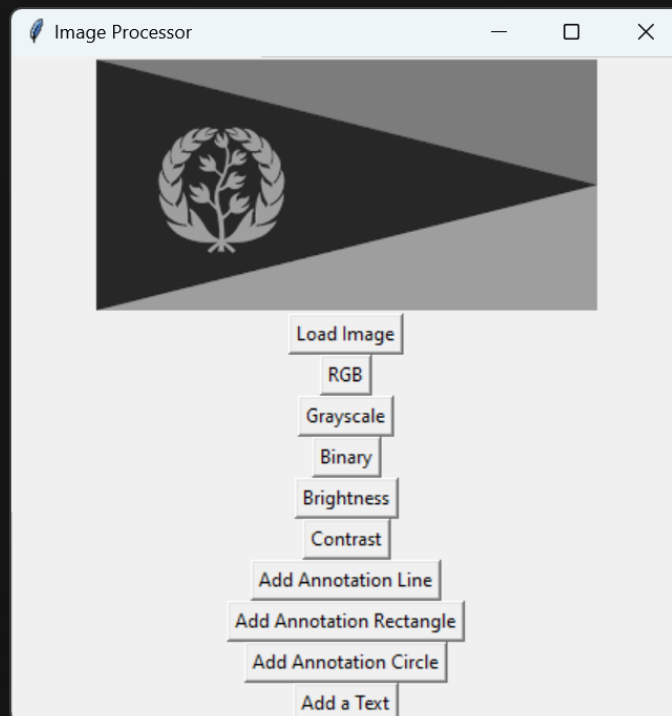 Image Processor
Load Image
RGB
Grayscale
Binary
Brightness
Contrast
Add Annotation Line
Add Annotation Rectangle
Add Annotation Circle
Add a Text